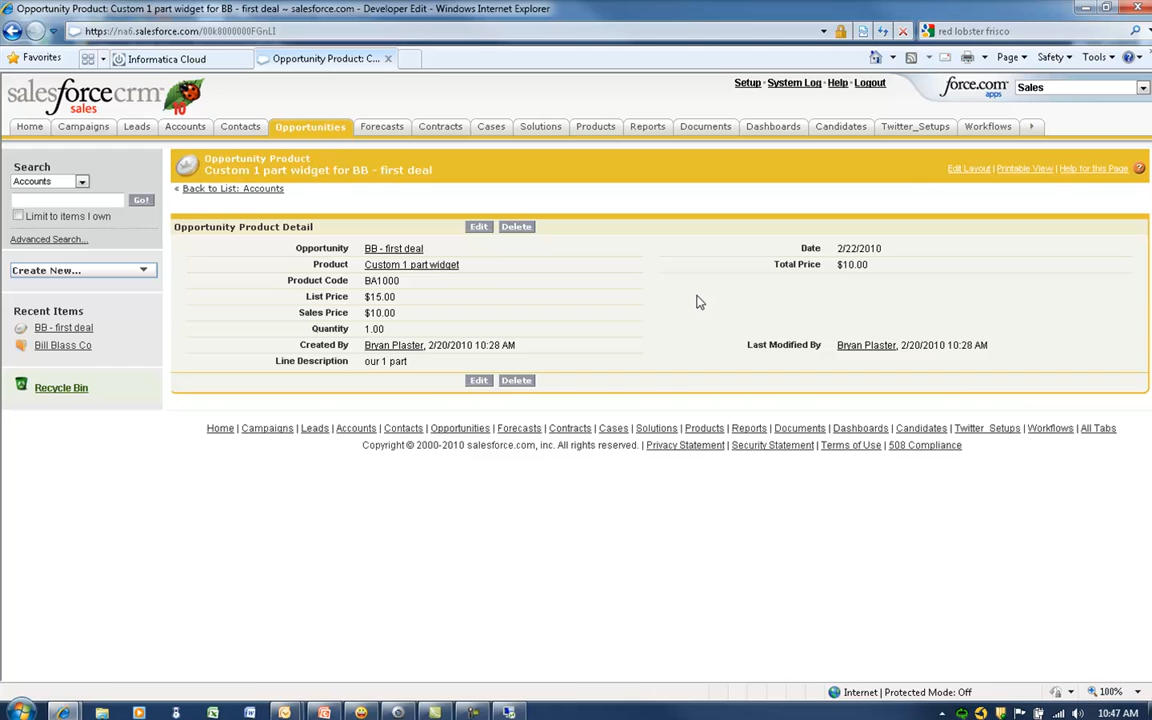 Opportunity Product: Custom 1 part widget for BB - first deal ~ salesforce.com - Developer Edit - Windows Internet Explorer
https://na6.salesforce.com/00k8000000FGnLI
red lobster frisco
Favorites
Informatica Cloud
Opportunity Product: C...
Page
Safety
Tools
salesforcecrm
sales
10
Setup · System Log · Help · Logout
force.com
apps
Sales
Home
Campaigns
Leads
Accounts
Contacts
Opportunities
Forecasts
Contracts
Cases
Solutions
Products
Reports
Documents
Dashboards
Candidates
Twitter_Setups
Workflows
Search
Accounts
Go!
Limit to items I own
Advanced Search...
Create New...
Recent Items
BB - first deal
Bill Blass Co
Recycle Bin
Opportunity Product
Custom 1 part widget for BB - first deal
Edit Layout | Printable View | Help for this Page
« Back to List: Accounts
Opportunity Product Detail
Edit
Delete
Opportunity BB - first deal
Date 2/22/2010
Product Custom 1 part widget
Total Price $10.00
Product Code BA1000
List Price $15.00
Sales Price $10.00
Quantity 1.00
Created By Bryan Plaster, 2/20/2010 10:28 AM
Last Modified By Bryan Plaster, 2/20/2010 10:28 AM
Line Description our 1 part
Edit
Delete
Home | Campaigns | Leads | Accounts | Contacts | Opportunities | Forecasts | Contracts | Cases | Solutions | Products | Reports | Documents | Dashboards | Candidates | Twitter_Setups | Workflows | All Tabs
Copyright © 2000-2010 salesforce.com, inc. All rights reserved. | Privacy Statement | Security Statement | Terms of Use | 508 Compliance
Internet | Protected Mode: Off
100%
10:47 AM